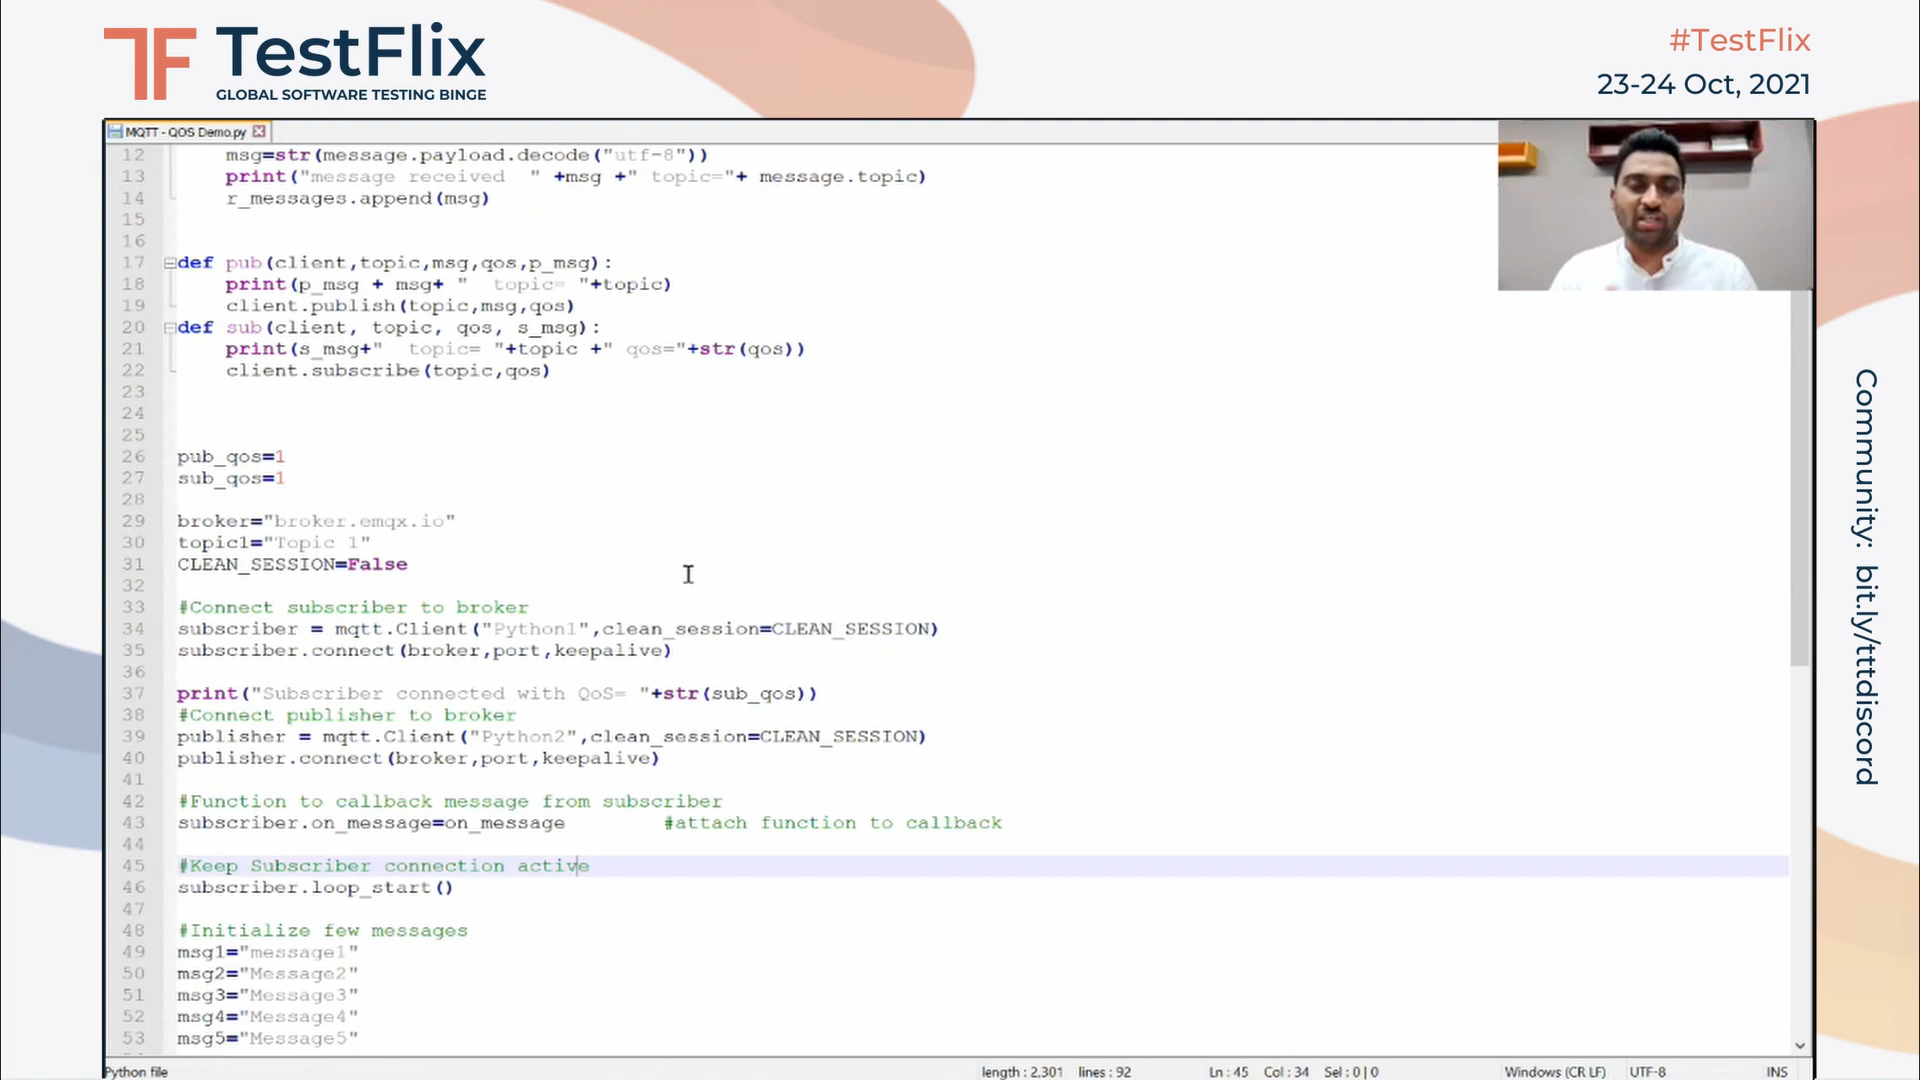 TF TestFlix
GLOBAL SOFTWARE TESTING BINGE
#TestFlix
23-24 Oct, 2021
MQTT - QOS Demo.py
12 msg=str(message.payload.decode("utf-8"))
13 print("message received  " +msg +" topic="+ message.topic)
14 r_messages.append(msg)
15
16
17 def pub(client,topic,msg,qos,p_msg):
18 print(p_msg + msg+ "  topic= "+topic)
19 client.publish(topic,msg,qos)
20 def sub(client, topic, qos, s_msg):
21 print(s_msg+"  topic= "+topic +" qos="+str(qos))
22 client.subscribe(topic,qos)
23
24
25
26 pub_qos=1
27 sub_qos=1
28
29 broker="broker.emqx.io"
30 topic1="Topic 1"
31 CLEAN_SESSION=False
32
33 #Connect subscriber to broker
34 subscriber = mqtt.Client("Python1",clean_session=CLEAN_SESSION)
35 subscriber.connect(broker,port,keepalive)
36
37 print("Subscriber connected with QoS= "+str(sub_qos))
38 #Connect publisher to broker
39 publisher = mqtt.Client("Python2",clean_session=CLEAN_SESSION)
40 publisher.connect(broker,port,keepalive)
41
42 #Function to callback message from subscriber
43 subscriber.on_message=on_message        #attach function to callback
44
45 #Keep Subscriber connection active
46 subscriber.loop_start()
47
48 #Initialize few messages
49 msg1="message1"
50 msg2="Message2"
51 msg3="Message3"
52 msg4="Message4"
53 msg5="Message5"
Python file length : 2,301 lines : 92 Ln : 45 Col : 34 Sel : 0 | 0 Windows (CR LF) UTF-8 INS
Community: bit.ly/tttdiscord